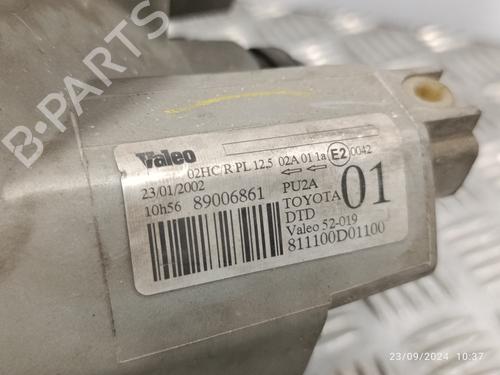 B-PARTS
Valeo
02HC R PL 12.5 02A 01 1a E2 0042
23/01/2002
10h56 89006861
PU2A
TOYOTA 01
DTD
Valeo 52-019
811100D01100
23/09/2024 10:37